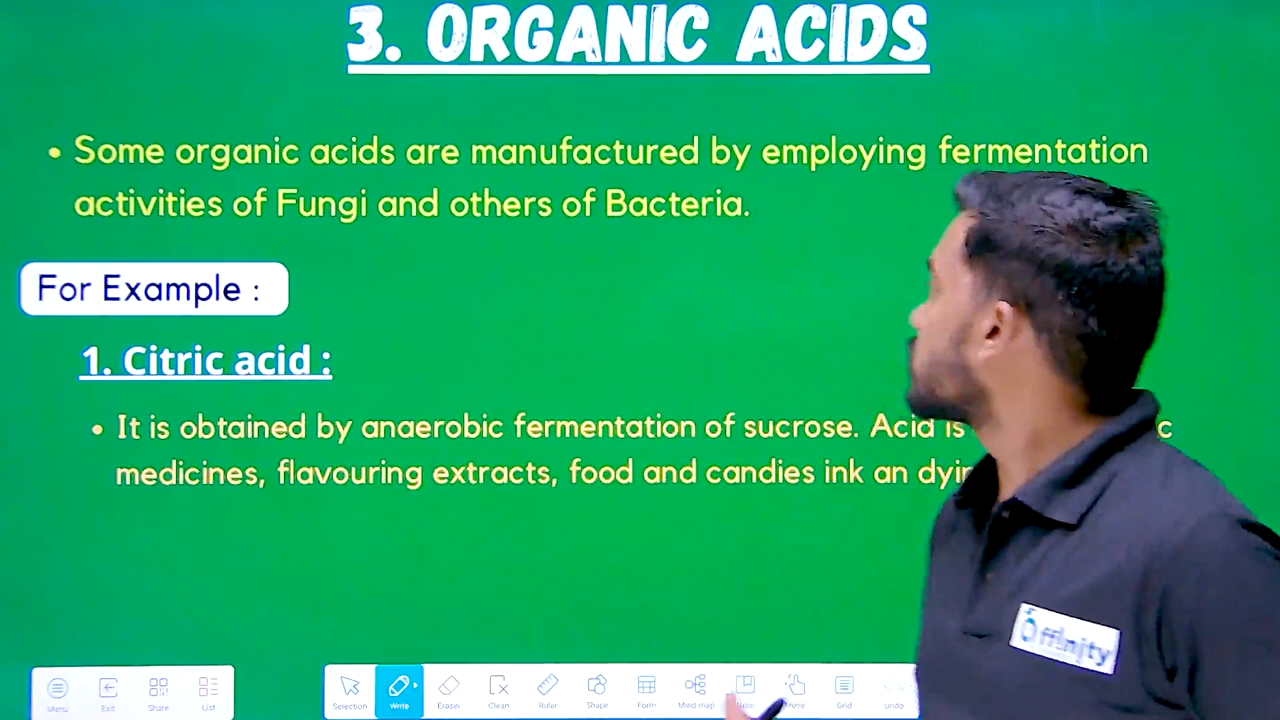 3. ORGANIC ACIDS
• Some organic acids are manufactured by employing fermentation
activities of Fungi and others of Bacteria.
For Example :
1. Citric acid :
• It is obtained by anaerobic fermentation of sucrose. Acid is
medicines, flavouring extracts, food and candies ink an
ffinity
Menu Exit Share List Selection Write Eraser Clean Ruler Shape Form Mind map Grid undo